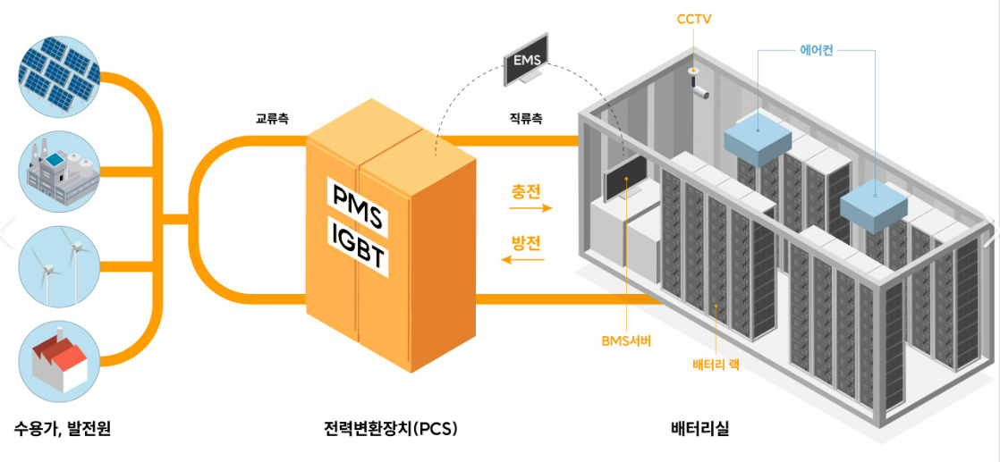 CCTV
에어컨
EMS
교류측
직류측
PMS
IGBT
충전
방전
BMS서버
배터리 랙
수용가, 발전원
전력변환장치(PCS)
배터리실